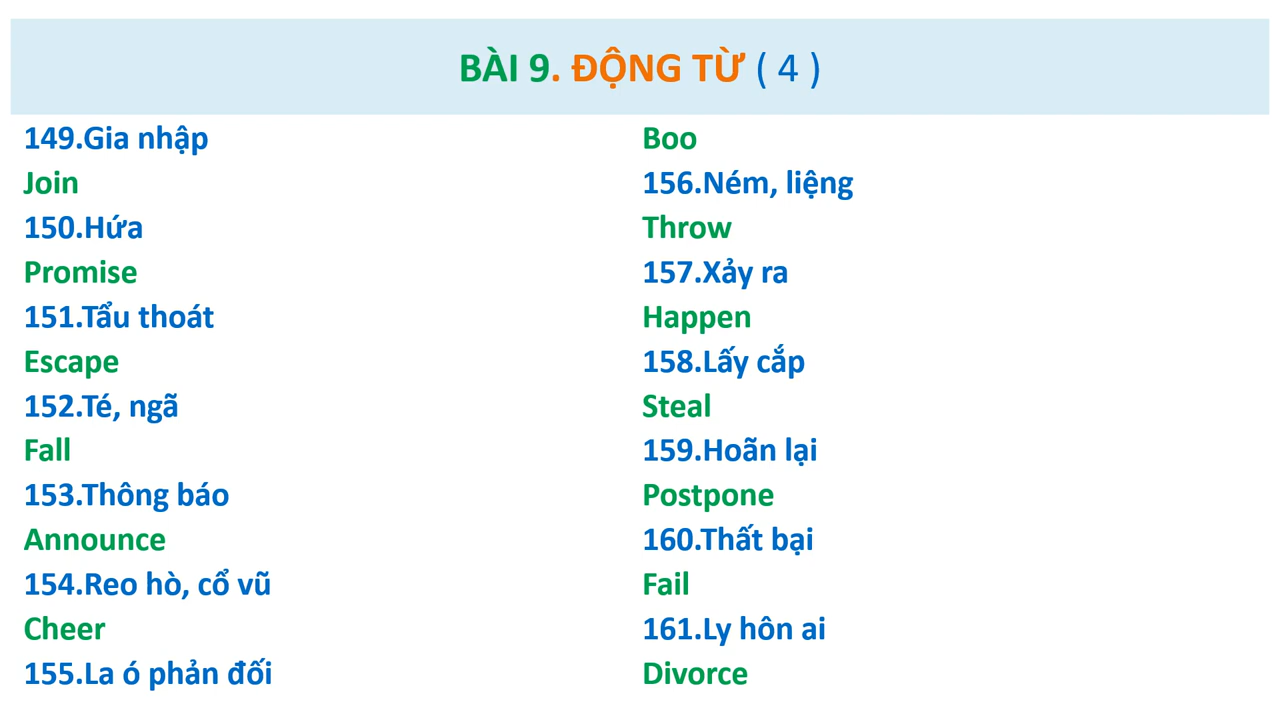 BÀI 9. ĐỘNG TỪ ( 4 )
149.Gia nhập
Join
150.Hứa
Promise
151.Tẩu thoát
Escape
152.Té, ngã
Fall
153.Thông báo
Announce
154.Reo hò, cổ vũ
Cheer
155.La ó phản đối
Boo
156.Ném, liệng
Throw
157.Xảy ra
Happen
158.Lấy cắp
Steal
159.Hoãn lại
Postpone
160.Thất bại
Fail
161.Ly hôn ai
Divorce